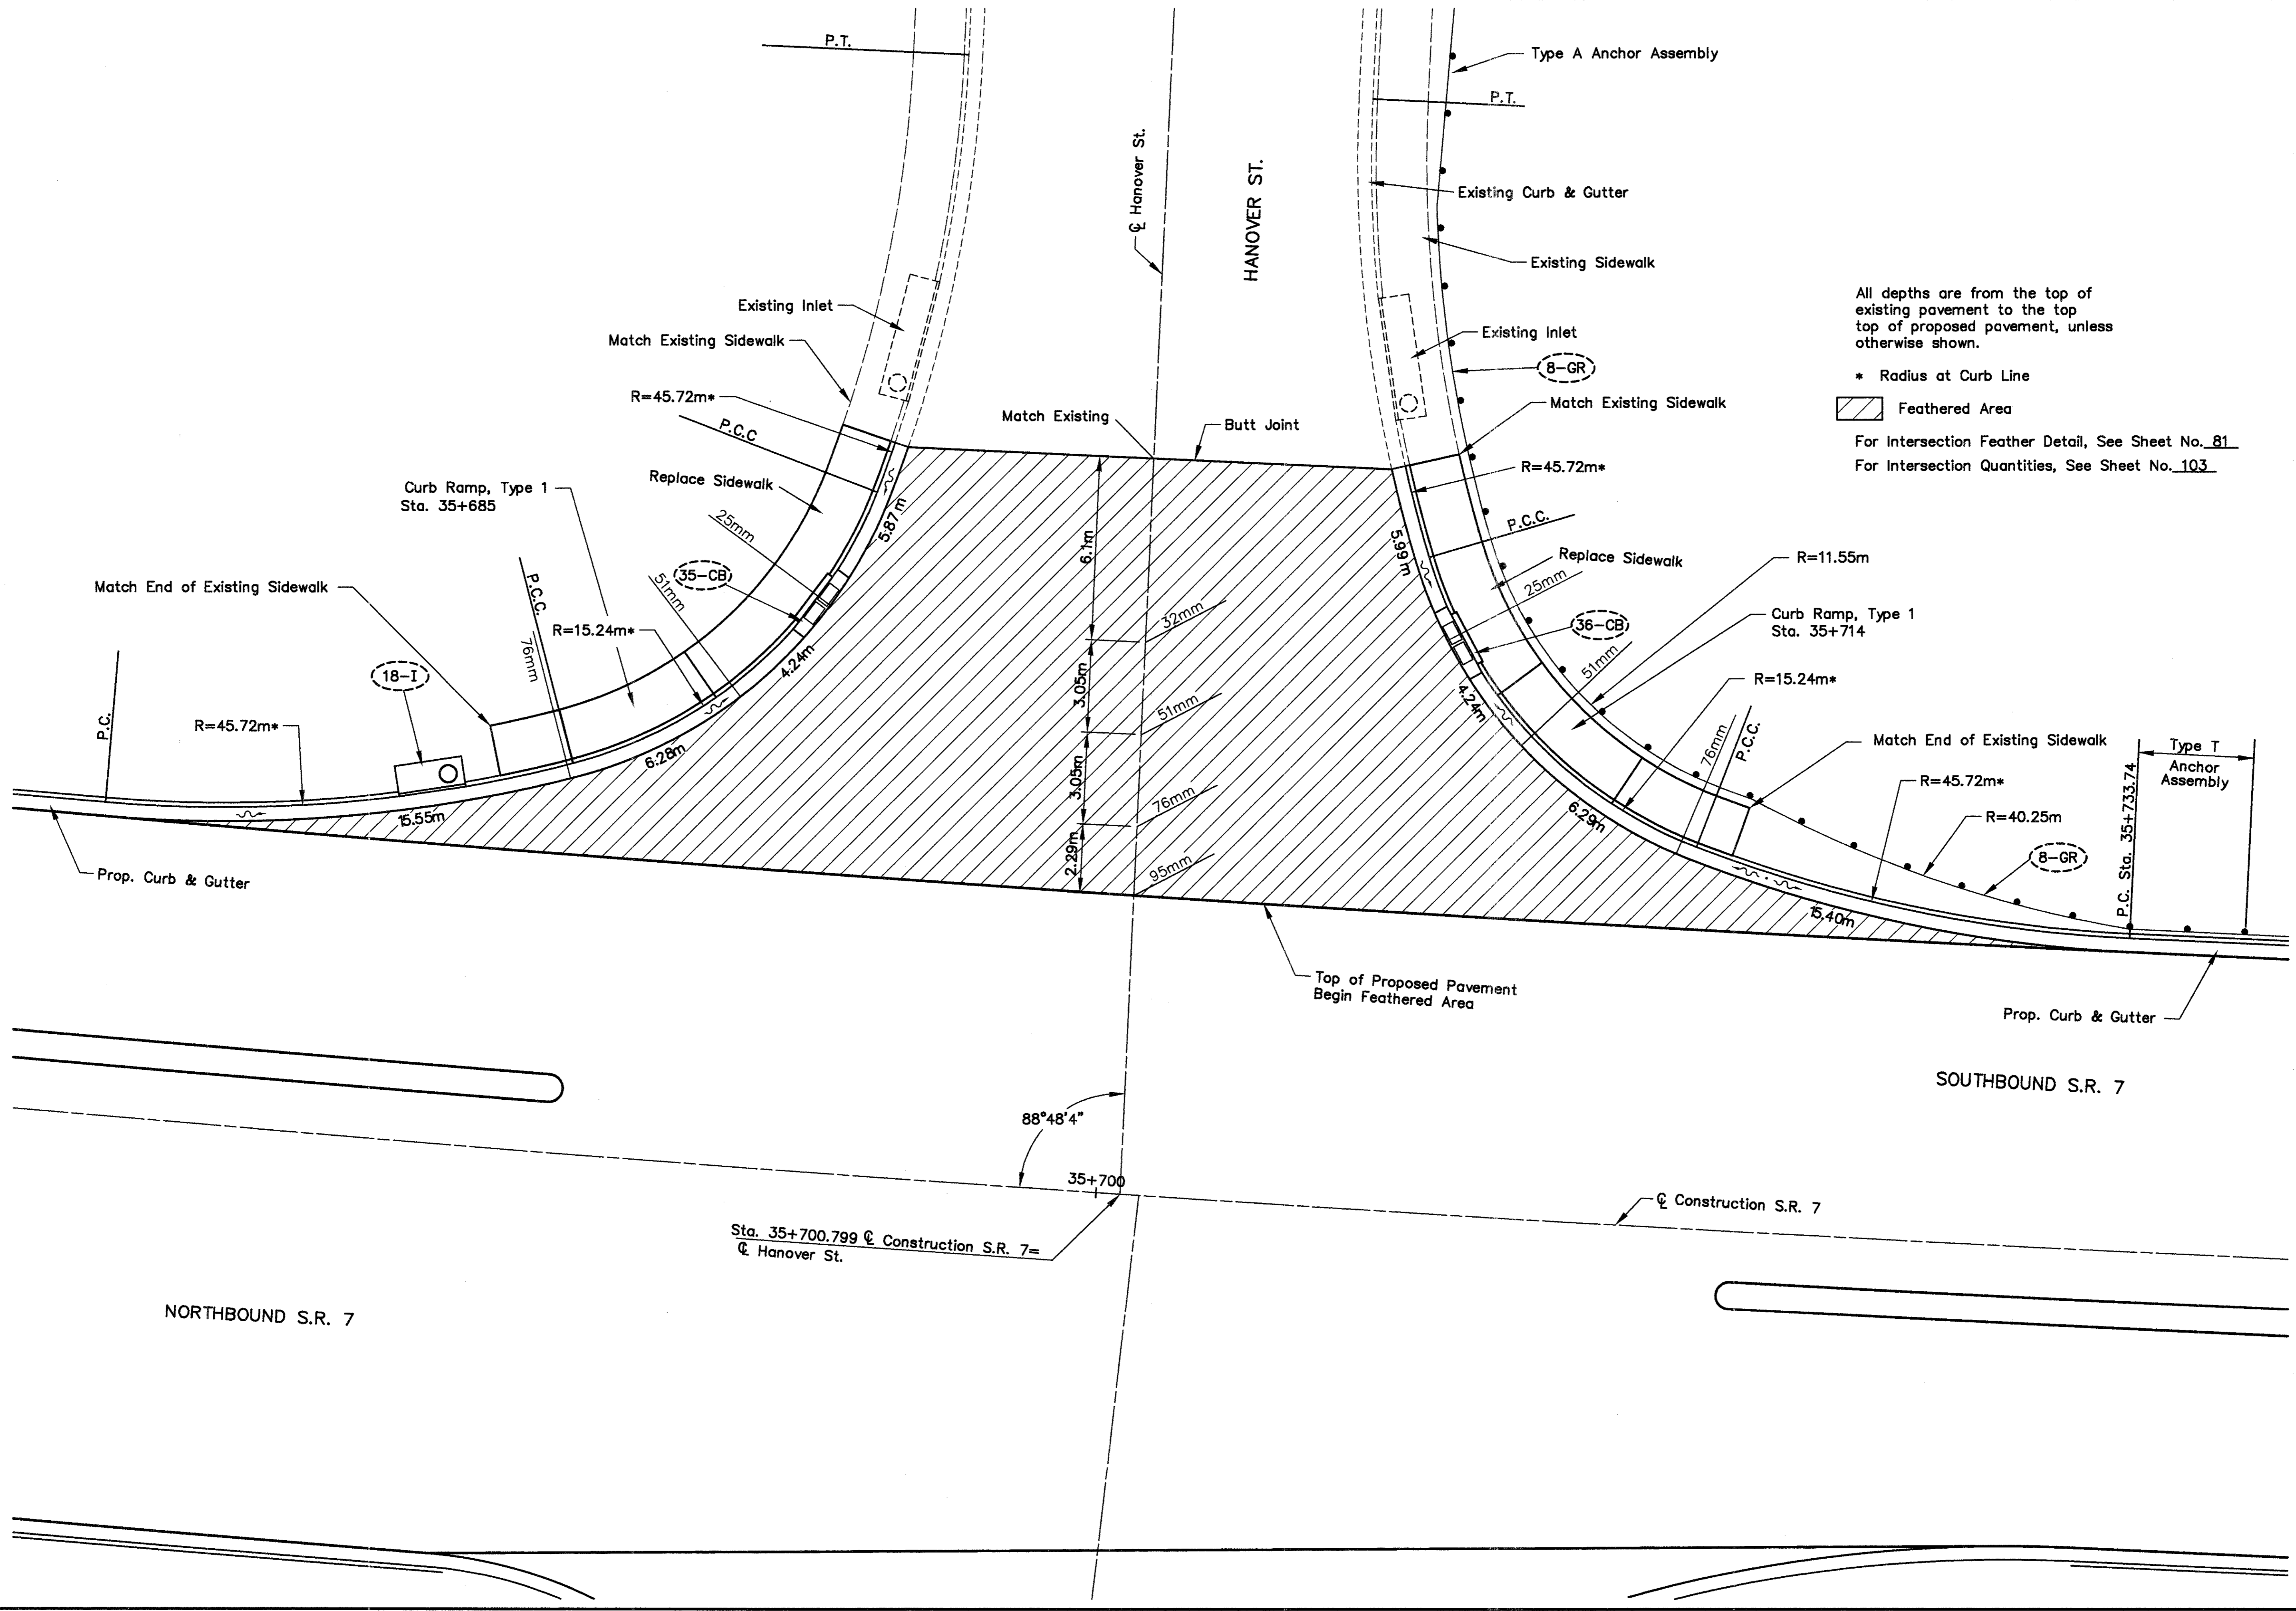 P.T.
Type A Anchor Assembly
P.T.
℄ Hanover St.
HANOVER ST.
Existing Curb & Gutter
Existing Sidewalk
Existing Inlet
Match Existing Sidewalk
R=45.72m*
P.C.C
Replace Sidewalk
Curb Ramp, Type 1
Sta. 35+685
25mm
5.87m
Match End of Existing Sidewalk
P.C.C.
76mm
51mm
35-CB
R=15.24m*
4.24m
18-I
P.C.
R=45.72m*
6.28m
15.55m
Prop. Curb & Gutter
Match Existing
Butt Joint
6.1m
32mm
3.05m
51mm
3.05m
76mm
2.29m
95mm
Existing Inlet
8-GR
Match Existing Sidewalk
R=45.72m*
5.99m
P.C.C.
Replace Sidewalk
25mm
R=11.55m
36-CB
Curb Ramp, Type 1
Sta. 35+714
51mm
4.24m
R=15.24m*
76mm
P.C.C.
Match End of Existing Sidewalk
6.29m
R=45.72m*
R=40.25m
8-GR
15.40m
P.C. Sta. 35+733.74
Type T
Anchor
Assembly
All depths are from the top of
existing pavement to the top
top of proposed pavement, unless
otherwise shown.
* Radius at Curb Line
Feathered Area
For Intersection Feather Detail, See Sheet No. 81
For Intersection Quantities, See Sheet No. 103
Top of Proposed Pavement
Begin Feathered Area
Prop. Curb & Gutter
SOUTHBOUND S.R. 7
88°48'4"
35+700
Sta. 35+700.799 ℄ Construction S.R. 7=
℄ Hanover St.
℄ Construction S.R. 7
NORTHBOUND S.R. 7